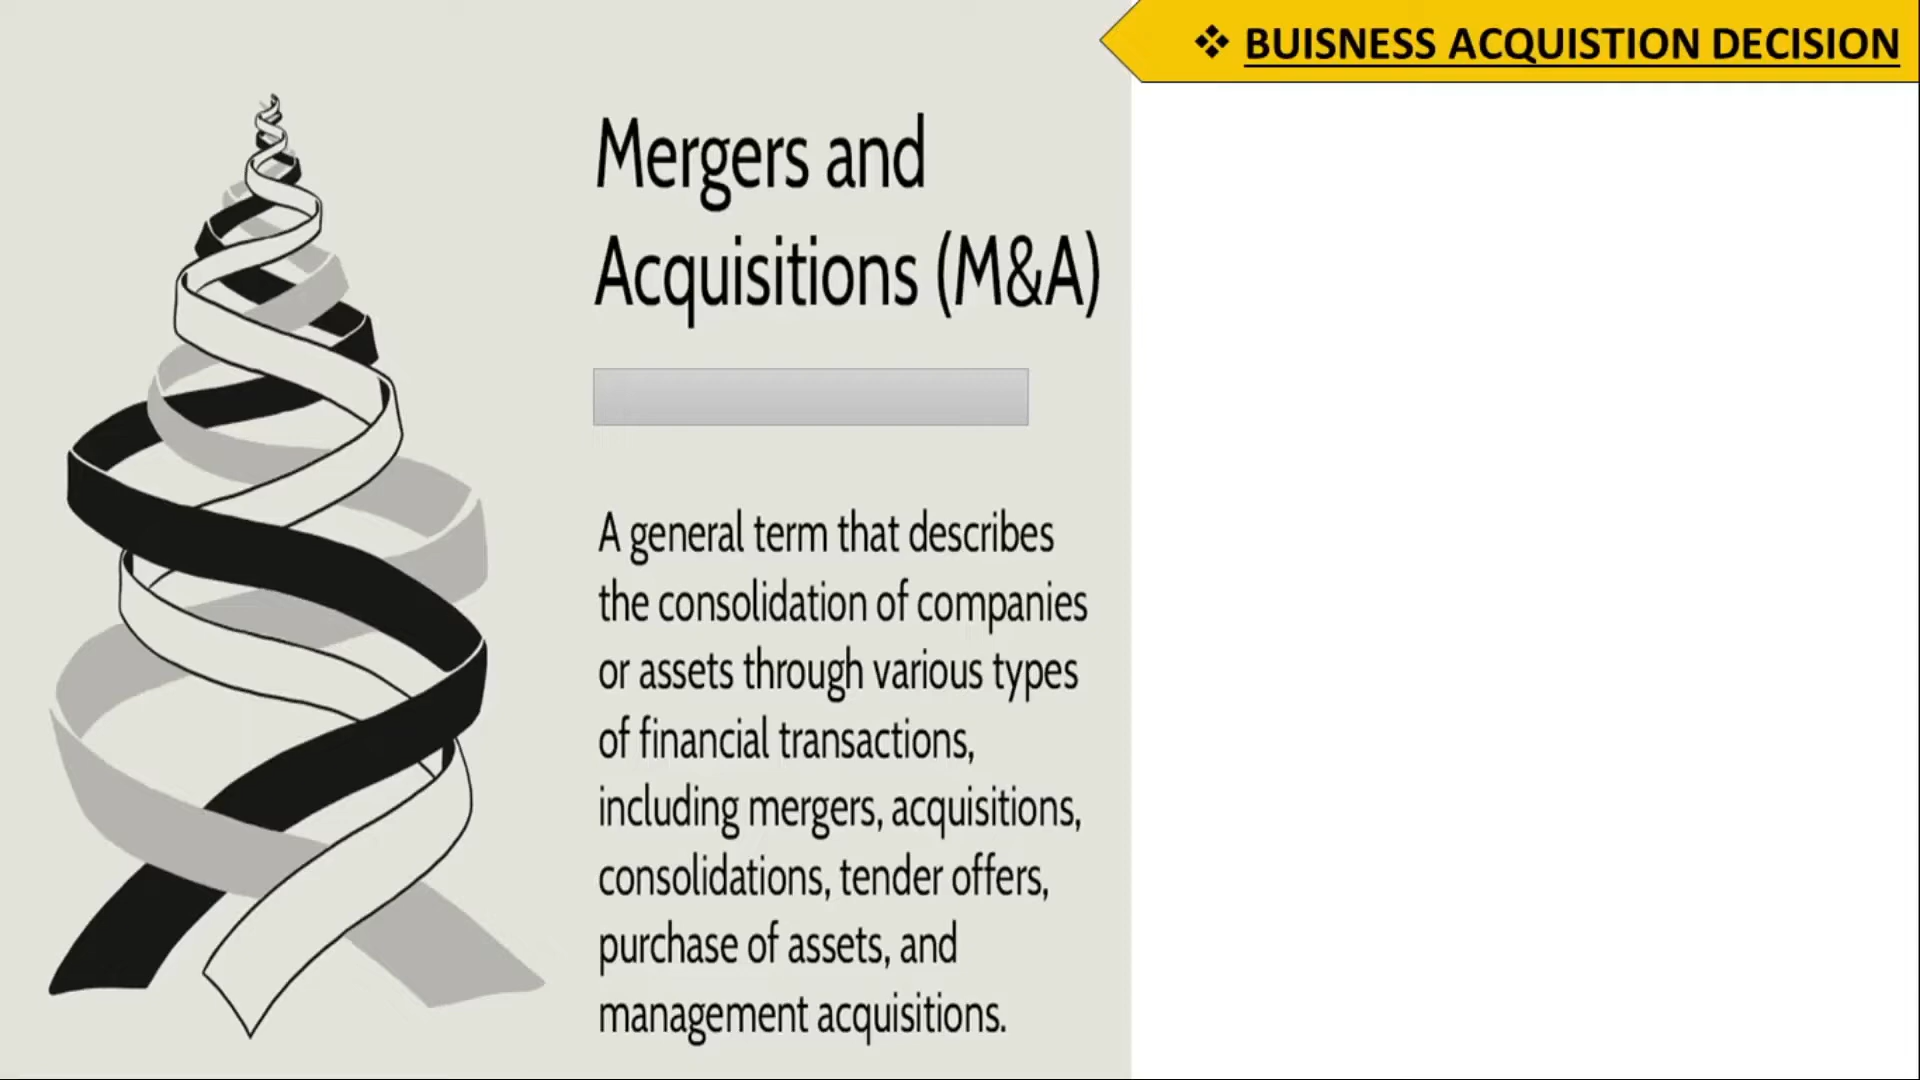 BUISNESS ACQUISTION DECISION
Mergers and
Acquisitions (M&A)
A general term that describes
the consolidation of companies
or assets through various types
of financial transactions,
including mergers, acquisitions,
consolidations, tender offers,
purchase of assets, and
management acquisitions.